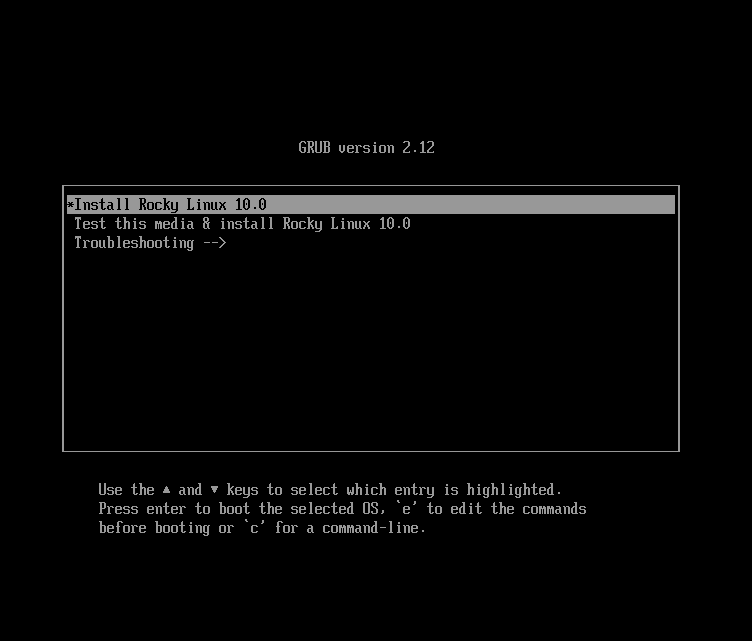 GRUB version 2.12
*Install Rocky Linux 10.0
Test this media & install Rocky Linux 10.0
Troubleshooting -->
Use the ▲ and ▼ keys to select which entry is highlighted.
Press enter to boot the selected OS, `e' to edit the commands
before booting or `c' for a command-line.